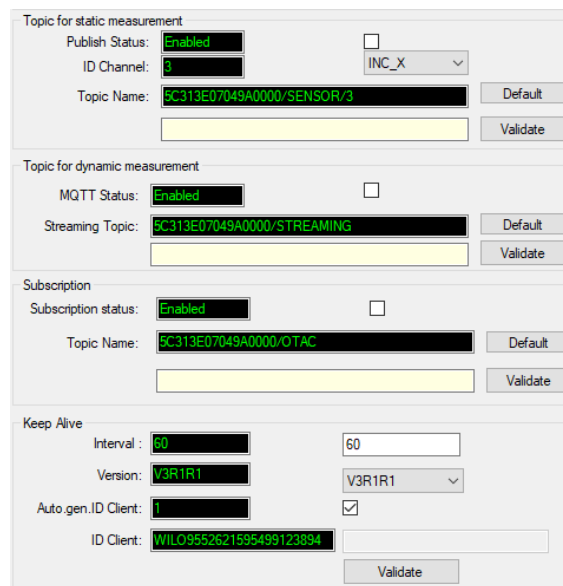 Topic for static measurement
Publish Status: Enabled
ID Channel: 3 INC_X
Topic Name: 5C313E07049A0000/SENSOR/3 Default
Validate
Topic for dynamic measurement
MQTT Status: Enabled
Streaming Topic: 5C313E07049A0000/STREAMING Default
Validate
Subscription
Subscription status: Enabled
Topic Name: 5C313E07049A0000/OTAC Default
Validate
Keep Alive
Interval : 60 60
Version: V3R1R1 V3R1R1
Auto.gen.ID Client: 1
ID Client: WILO9552621595499123894
Validate